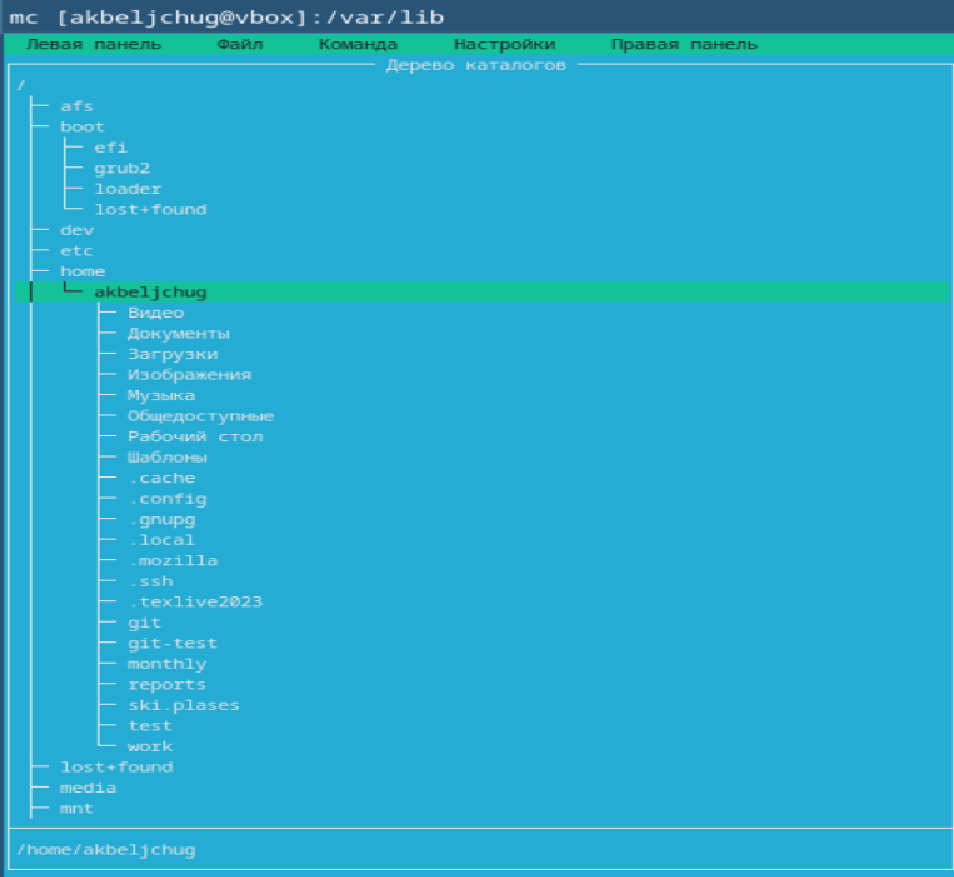 mc [akbeljchug@vbox]:/var/lib
Левая панель Файл Команда Настройки Правая панель
Дерево каталогов
/
afs
boot
efi
grub2
loader
lost+found
dev
etc
home
akbeljchug
Видео
Документы
Загрузки
Изображения
Музыка
Общедоступные
Рабочий стол
Шаблоны
.cache
.config
.gnupg
.local
.mozilla
.ssh
.texlive2023
git
git-test
monthly
reports
ski.plases
test
work
lost+found
media
mnt
/home/akbeljchug